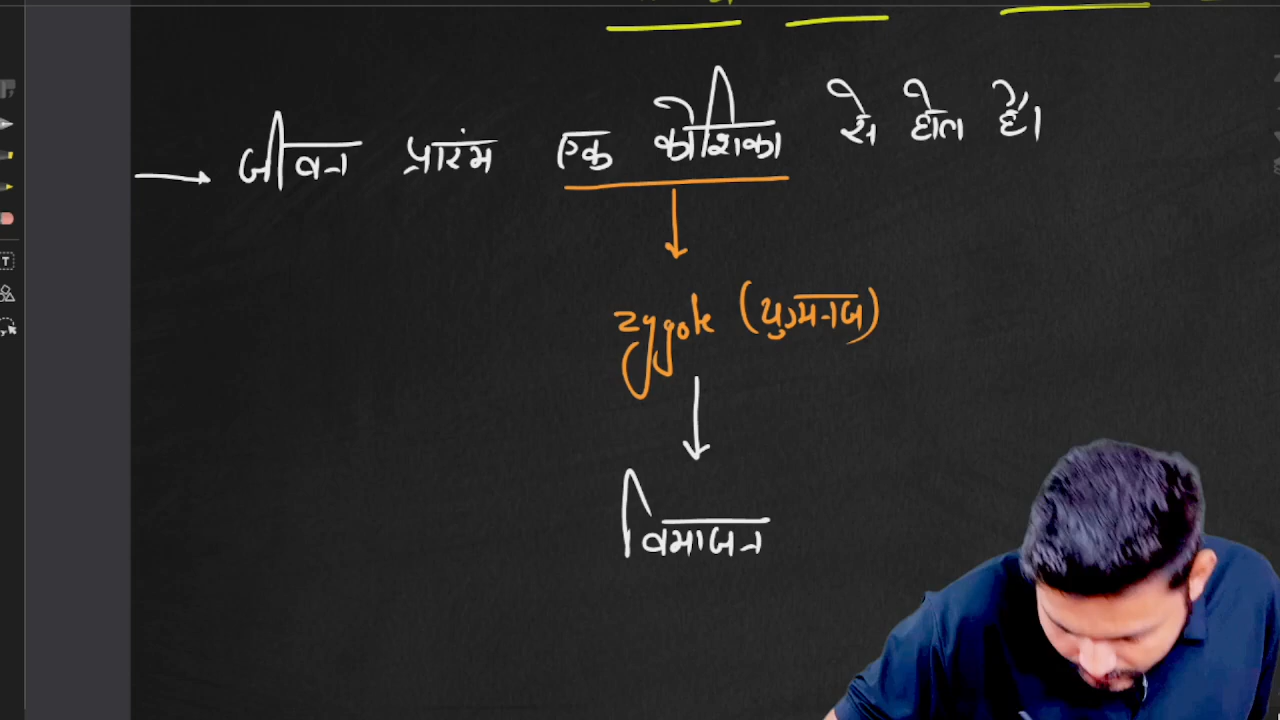 → जीवन प्रारंभ एक कोशिका से होता है।
zygote (युग्मनज)
विभाजन